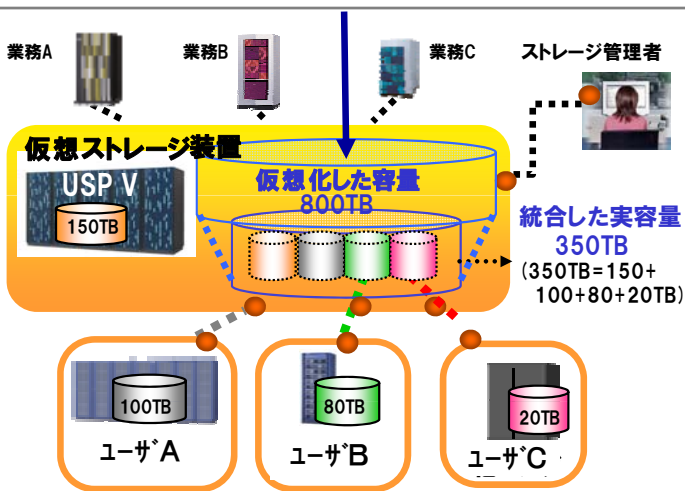 業務A
業務B
業務C
ストレージ管理者
仮想ストレージ装置
USP V
150TB
仮想化した容量
800TB
統合した実容量
350TB
(350TB=150+
100+80+20TB)
100TB
ユーザA
80TB
ユーザB
20TB
ユーザC